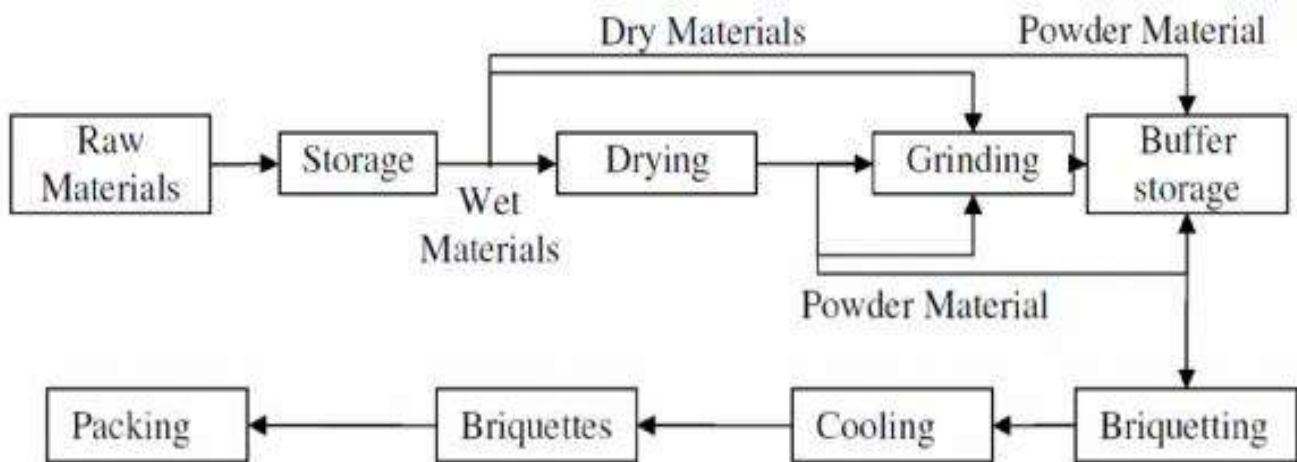 Dry Materials
Powder Material
Raw
Materials
Storage
Drying
Grinding
Buffer
storage
Wet
Materials
Powder Material
Packing
Briquettes
Cooling
Briquetting